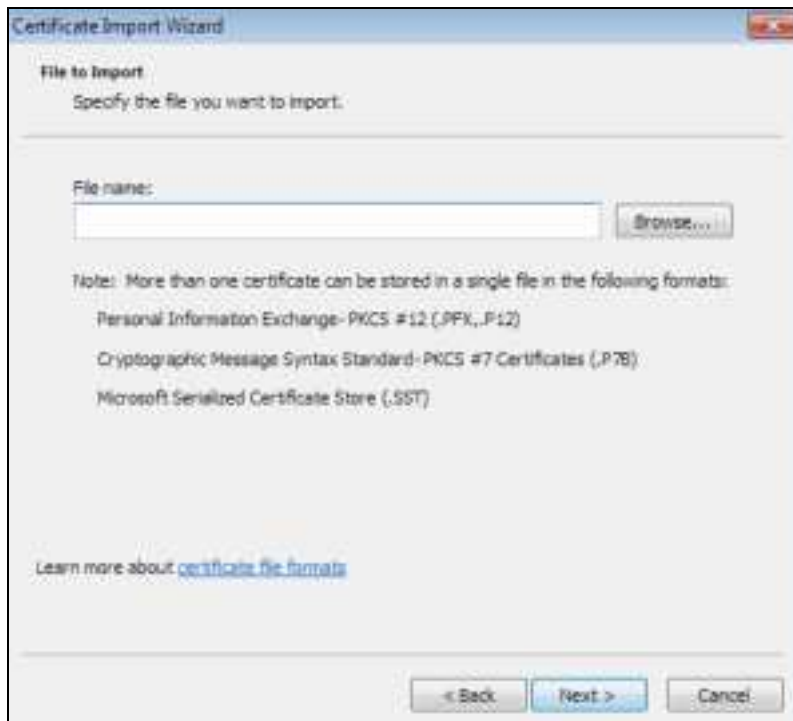 Certificate Import Wizard
File to Import
Specify the file you want to import.
File name:
Browse...
Note: More than one certificate can be stored in a single file in the following formats:
Personal Information Exchange- PKCS #12 (.PFX,.P12)
Cryptographic Message Syntax Standard- PKCS #7 Certificates (.P7B)
Microsoft Serialized Certificate Store (.SST)
Learn more about certificate file formats
< Back Next > Cancel